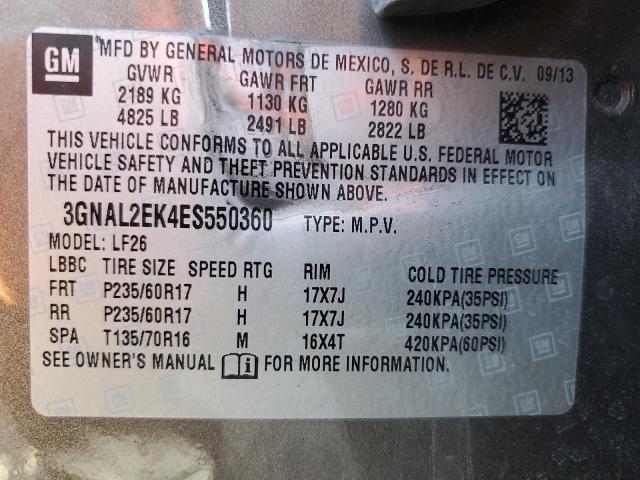 GM
MFD BY GENERAL MOTORS DE MEXICO, S. DE R.L. DE C.V. 09/13
GVWR GAWR FRT GAWR RR
2189 KG 1130 KG 1280 KG
4825 LB 2491 LB 2822 LB
THIS VEHICLE CONFORMS TO ALL APPLICABLE U.S. FEDERAL MOTOR
VEHICLE SAFETY AND THEFT PREVENTION STANDARDS IN EFFECT ON
THE DATE OF MANUFACTURE SHOWN ABOVE.
3GNAL2EK4ES550360 TYPE: M.P.V.
MODEL: LF26
LBBC TIRE SIZE SPEED RTG RIM COLD TIRE PRESSURE
FRT P235/60R17 H 17X7J 240KPA(35PSI)
RR P235/60R17 H 17X7J 240KPA(35PSI)
SPA T135/70R16 M 16X4T 420KPA(60PSI)
SEE OWNER'S MANUAL FOR MORE INFORMATION.